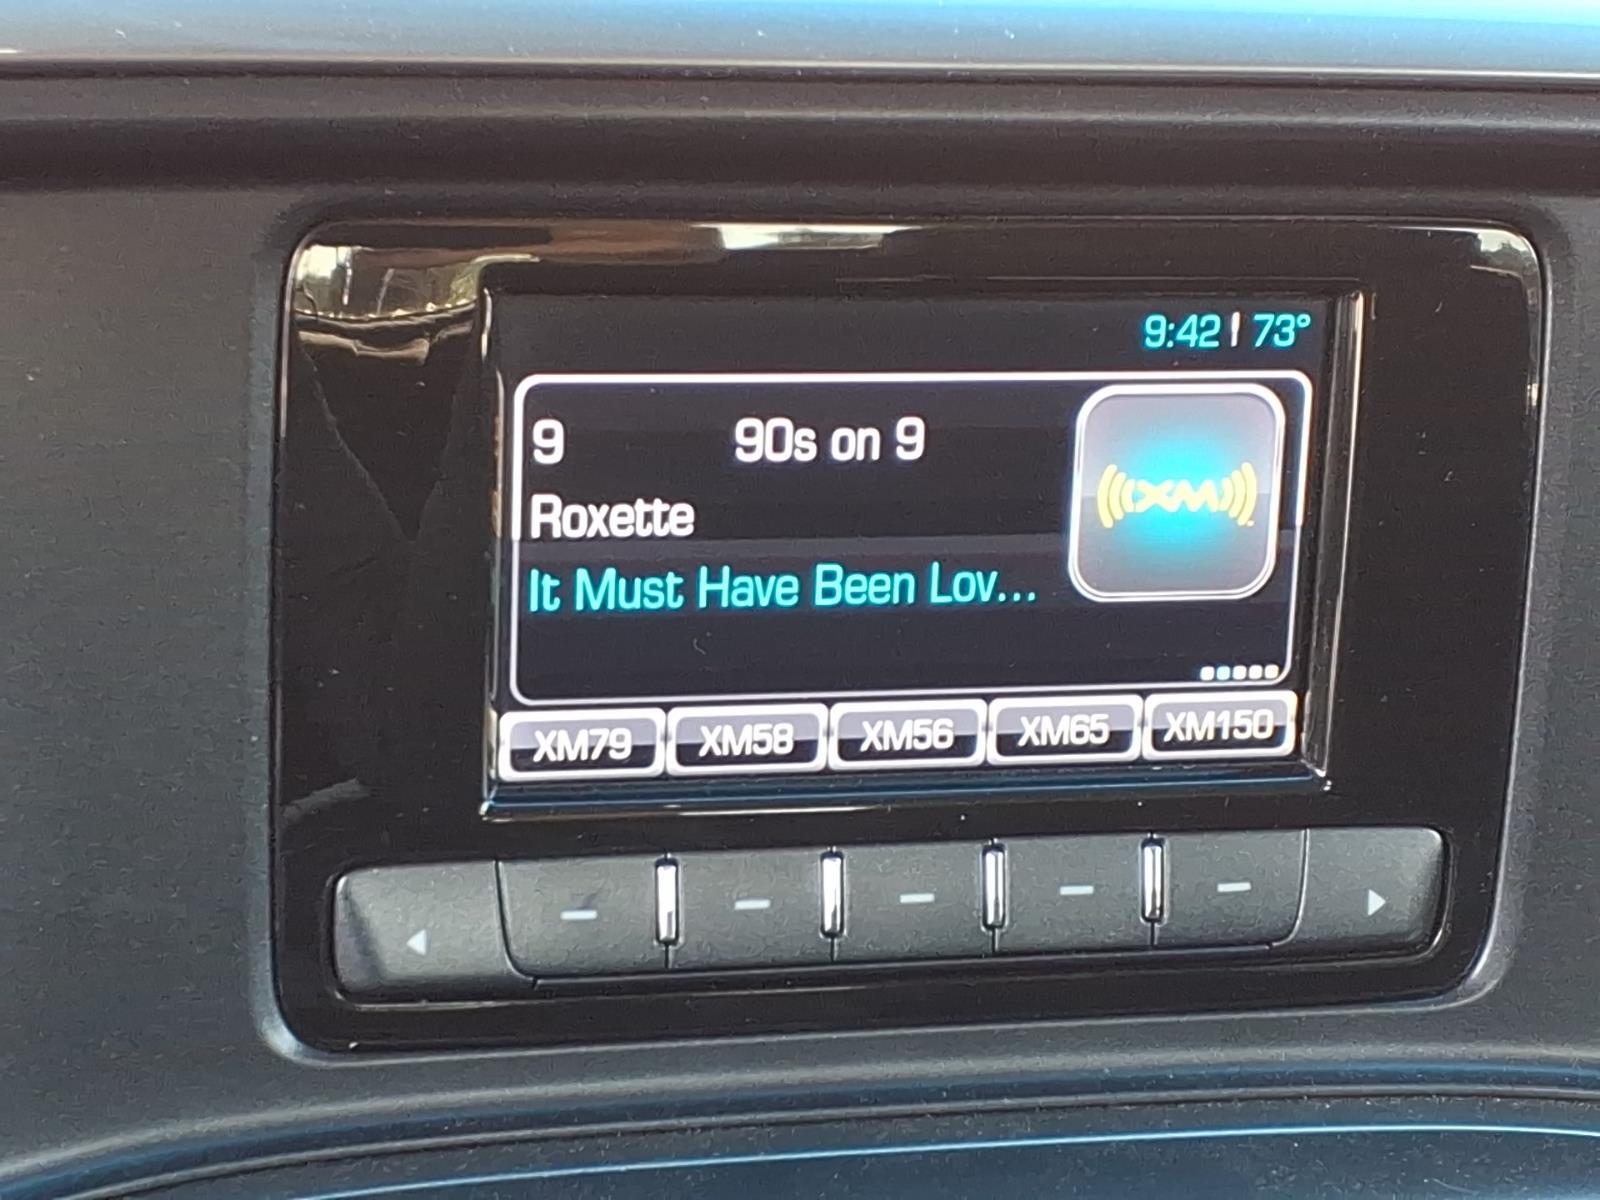 9:42 | 73°
9 90s on 9
((XM))
Roxette
It Must Have Been Lov...
XM79 XM58 XM56 XM65 XM150